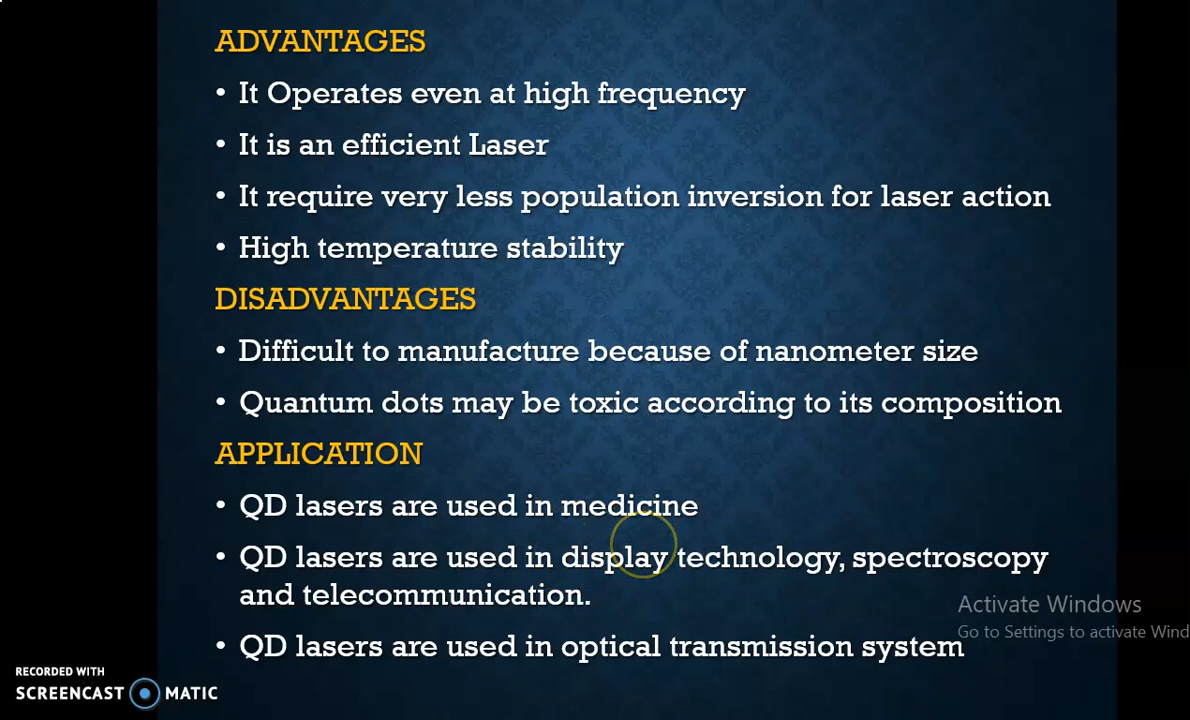 ADVANTAGES
• It Operates even at high frequency
• It is an efficient Laser
• It require very less population inversion for laser action
• High temperature stability
DISADVANTAGES
• Difficult to manufacture because of nanometer size
• Quantum dots may be toxic according to its composition
APPLICATION
• QD lasers are used in medicine
• QD lasers are used in display technology, spectroscopy
and telecommunication.
• QD lasers are used in optical transmission system
Activate Windows
Go to Settings to activate Wind
RECORDED WITH
SCREENCAST MATIC